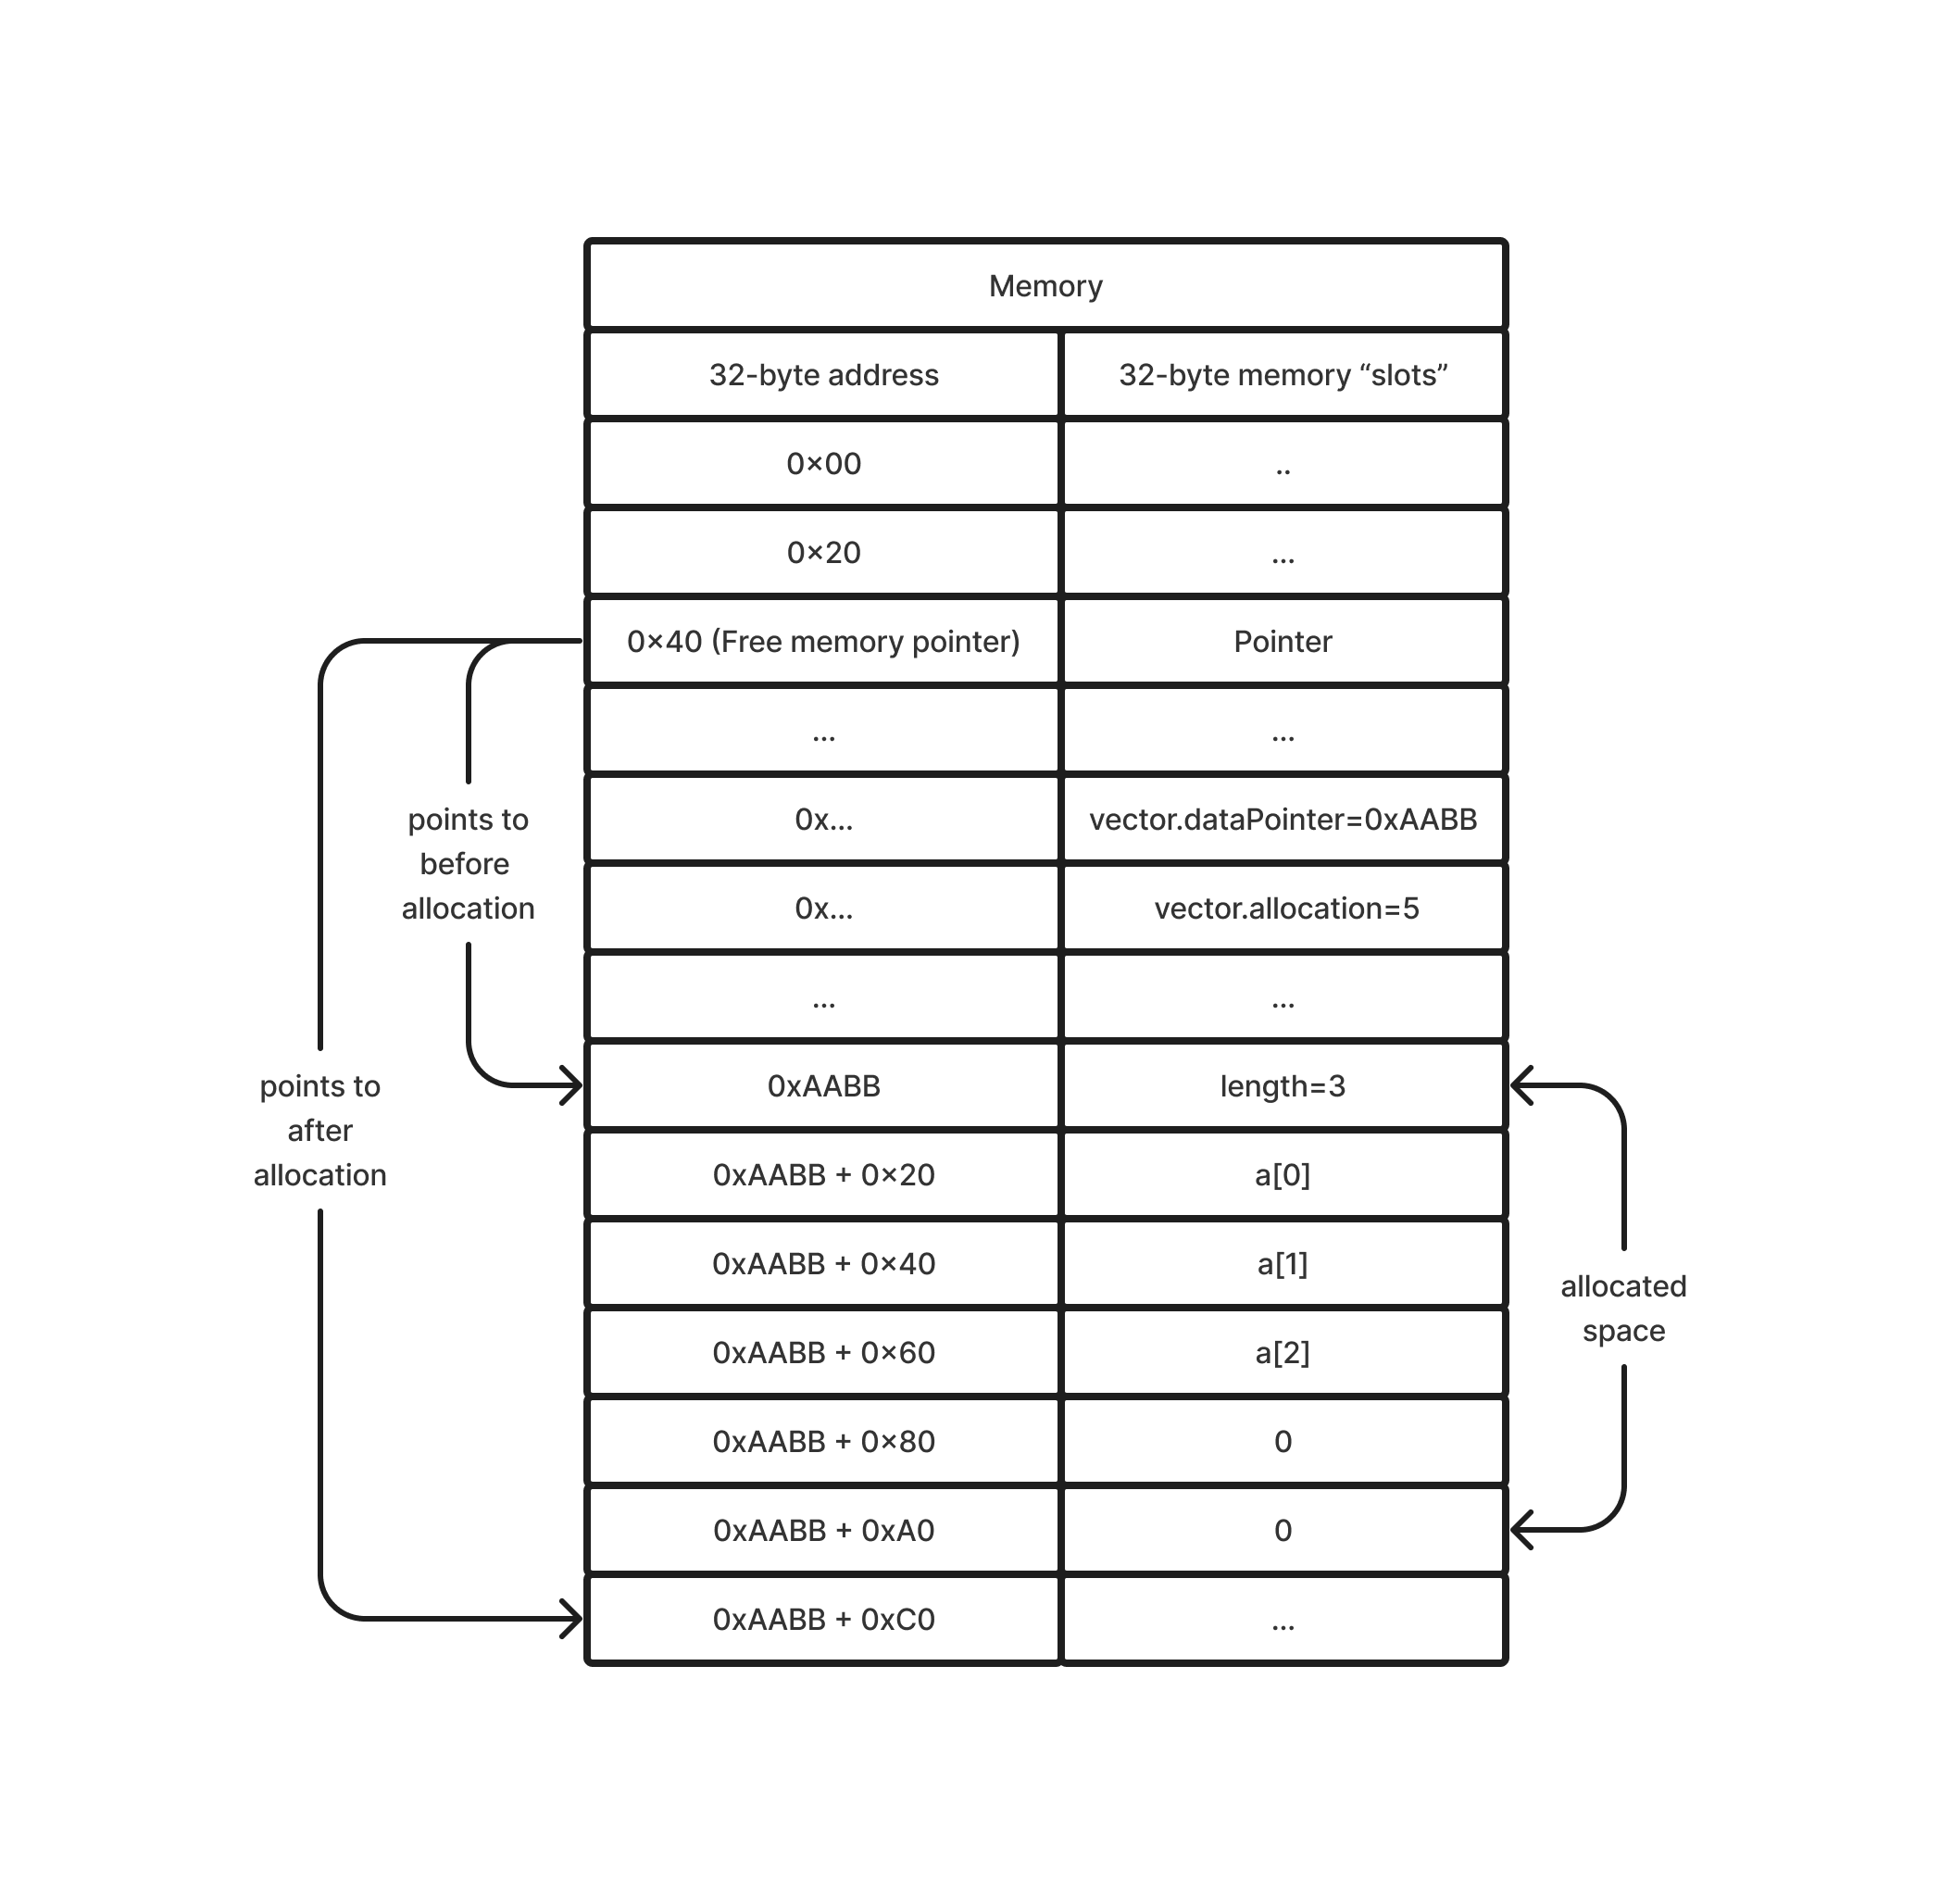 Memory
32-byte address
32-byte memory “slots”
0×00
..
0×20
...
0×40 (Free memory pointer)
Pointer
...
...
points to
before
allocation
0x...
vector.dataPointer=0xAABB
0x...
vector.allocation=5
...
...
points to
after
allocation
0xAABB
length=3
0xAABB + 0×20
a[0]
0xAABB + 0×40
a[1]
allocated
space
0xAABB + 0×60
a[2]
0xAABB + 0×80
0
0xAABB + 0xA0
0
0xAABB + 0xC0
...